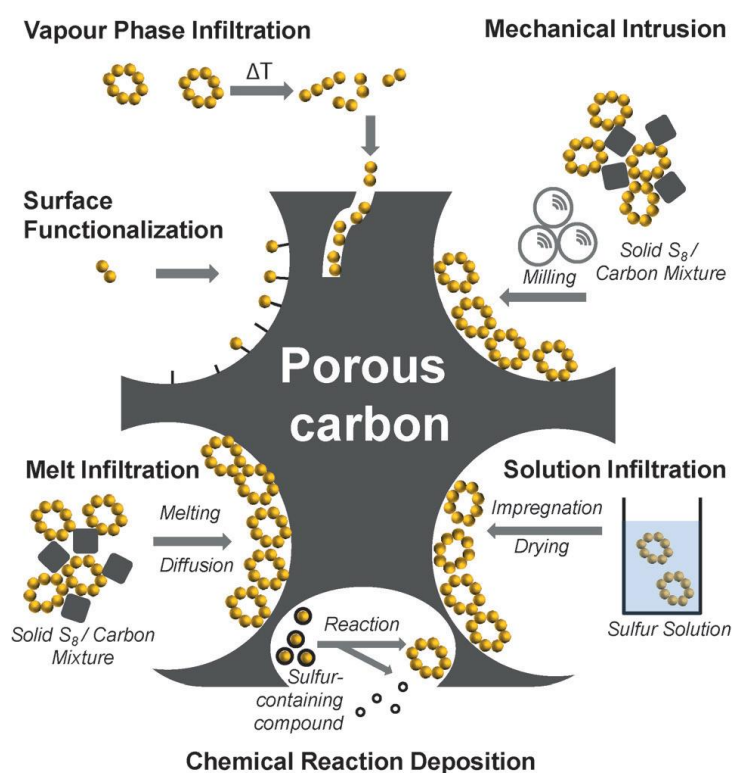 Vapour Phase Infiltration
ΔT
Mechanical Intrusion
Surface
Functionalization
Milling
Solid S₈/
Carbon Mixture
Porous
carbon
Melt Infiltration
Melting
Diffusion
Solid S₈/ Carbon
Mixture
Solution Infiltration
Impregnation
Drying
Sulfur Solution
Reaction
Sulfur-
containing
compound
Chemical Reaction Deposition